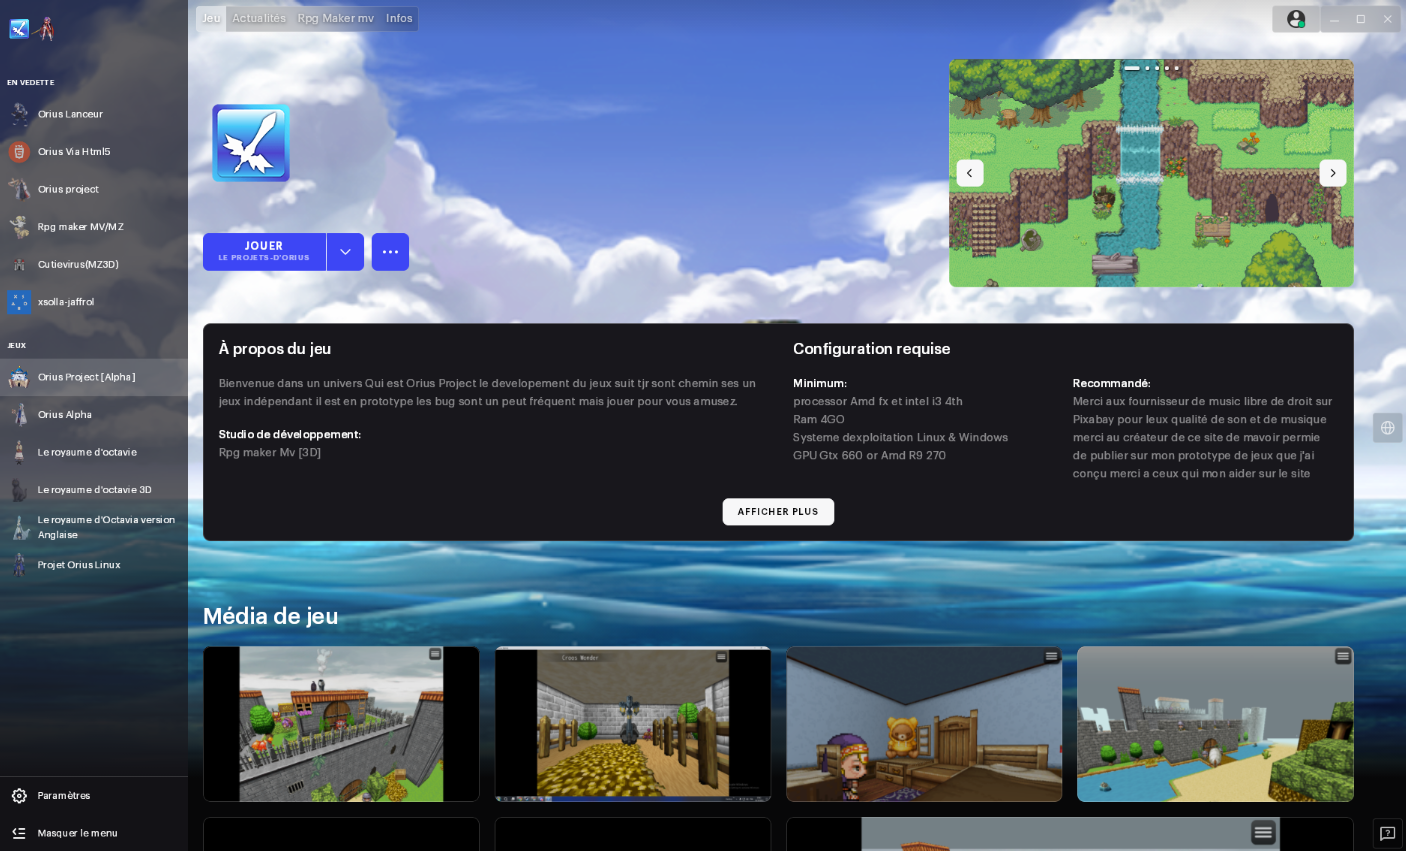 Jeu Actualités Rpg Maker mv Infos
EN VEDETTE
Orius Lanceur
Orius Via Html5
Orius project
Rpg maker MV/MZ
Cutievirus(MZ3D)
xsolla-jaffrol
JEUX
Orius Project [Alpha]
Orius Alpha
Le royaume d'octavie
Le royaume d'octavie 3D
Le royaume d'Octavia version
Anglaise
Projet Orius Linux
Paramètres
Masquer le menu
JOUER
LE PROJETS-D'ORIUS
À propos du jeu
Bienvenue dans un univers Qui est Orius Project le developement du jeux suit tjr sont chemin ses un
jeux indépendant il est en prototype les bug sont un peut fréquent mais jouer pour vous amusez.
Studio de développement:
Rpg maker Mv [3D]
Configuration requise
Minimum:
processor Amd fx et intel i3 4th
Ram 4GO
Systeme dexploitation Linux & Windows
GPU Gtx 660 or Amd R9 270
Recommandé:
Merci aux fournisseur de music libre de droit sur
Pixabay pour leux qualité de son et de musique
merci au créateur de ce site de mavoir permie
de publier sur mon prototype de jeux que j'ai
conçu merci a ceux qui mon aider sur le site
AFFICHER PLUS
Média de jeu